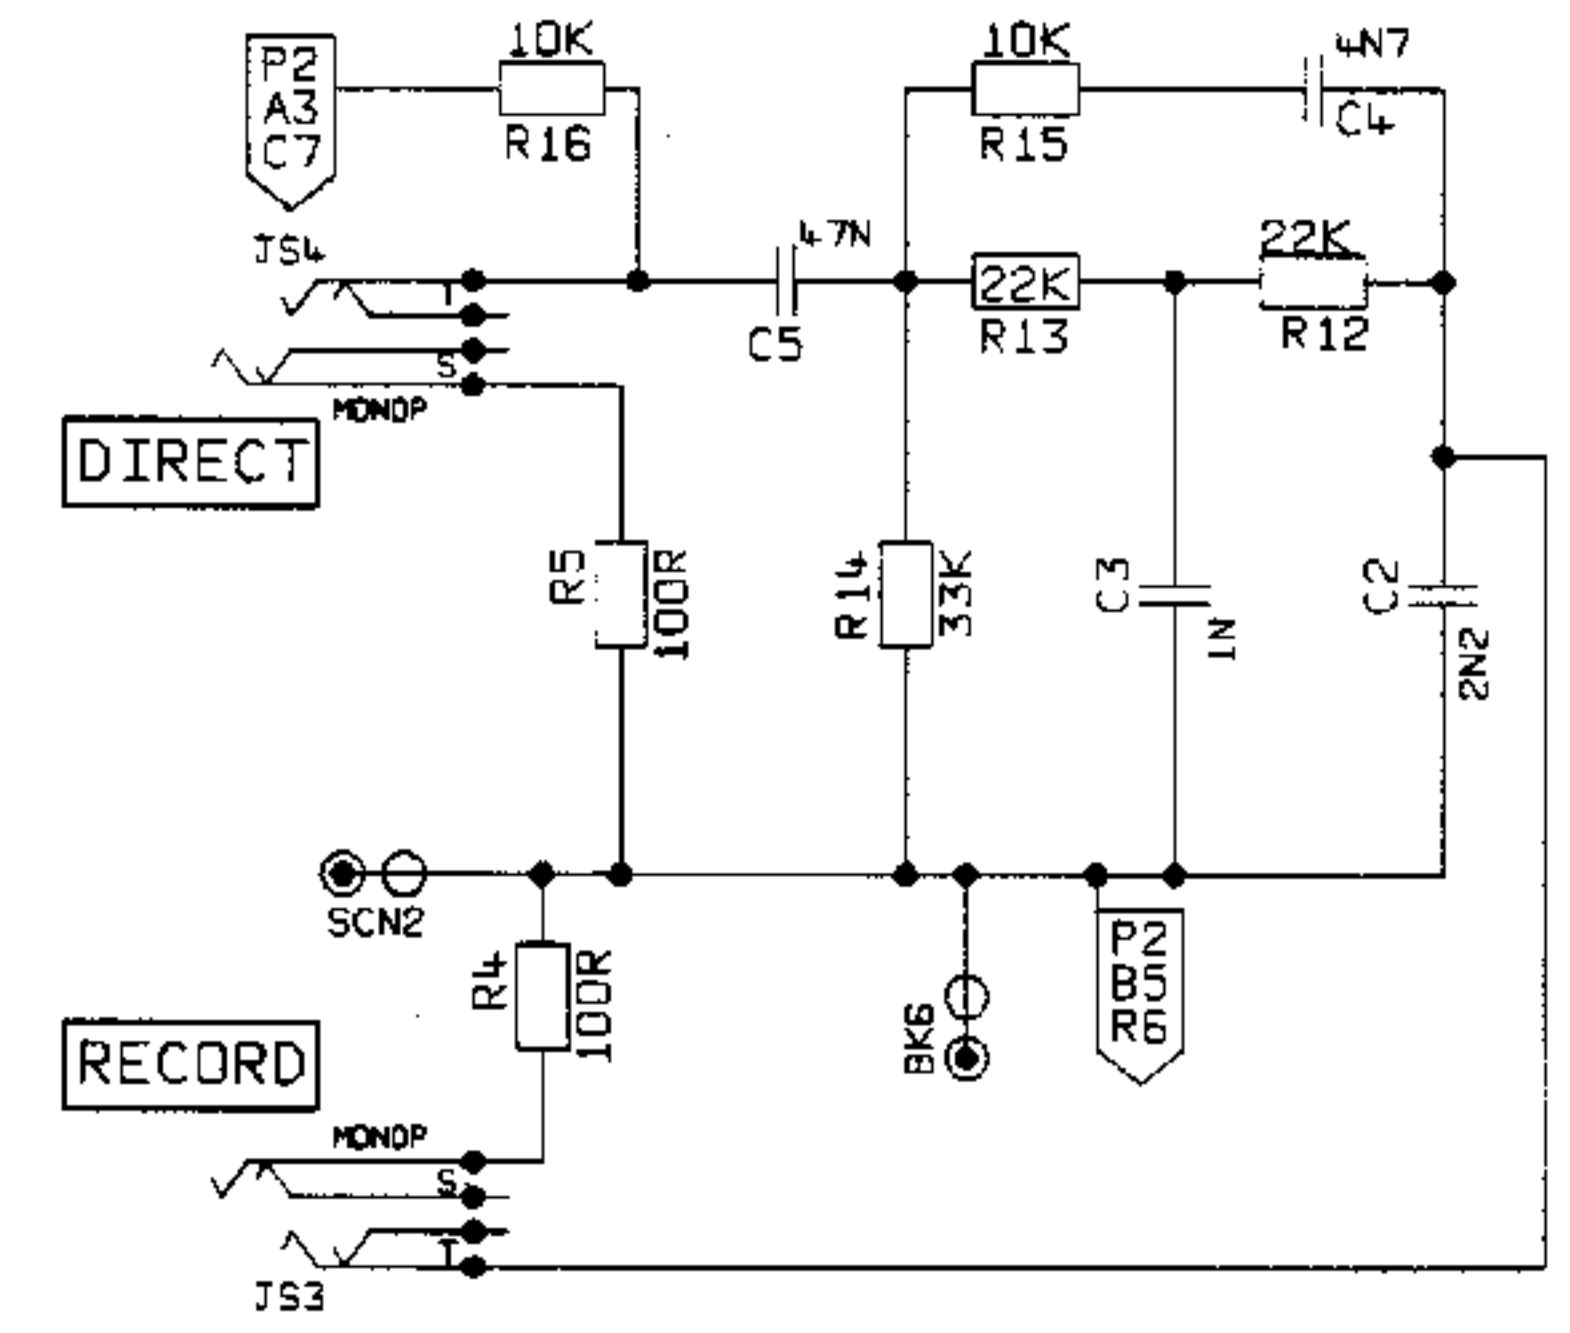 10K
10K
4N7
P2
A3
C7
R16
R15
C4
JS4
47N
22K
T
22K
C5
R13
R12
S
MONOP
DIRECT
R5
100R
R14
33K
C3
1N
C2
2N2
SCN2
R4
100R
BK6
P2
B5
R6
RECORD
MONOP
S
T
JS3